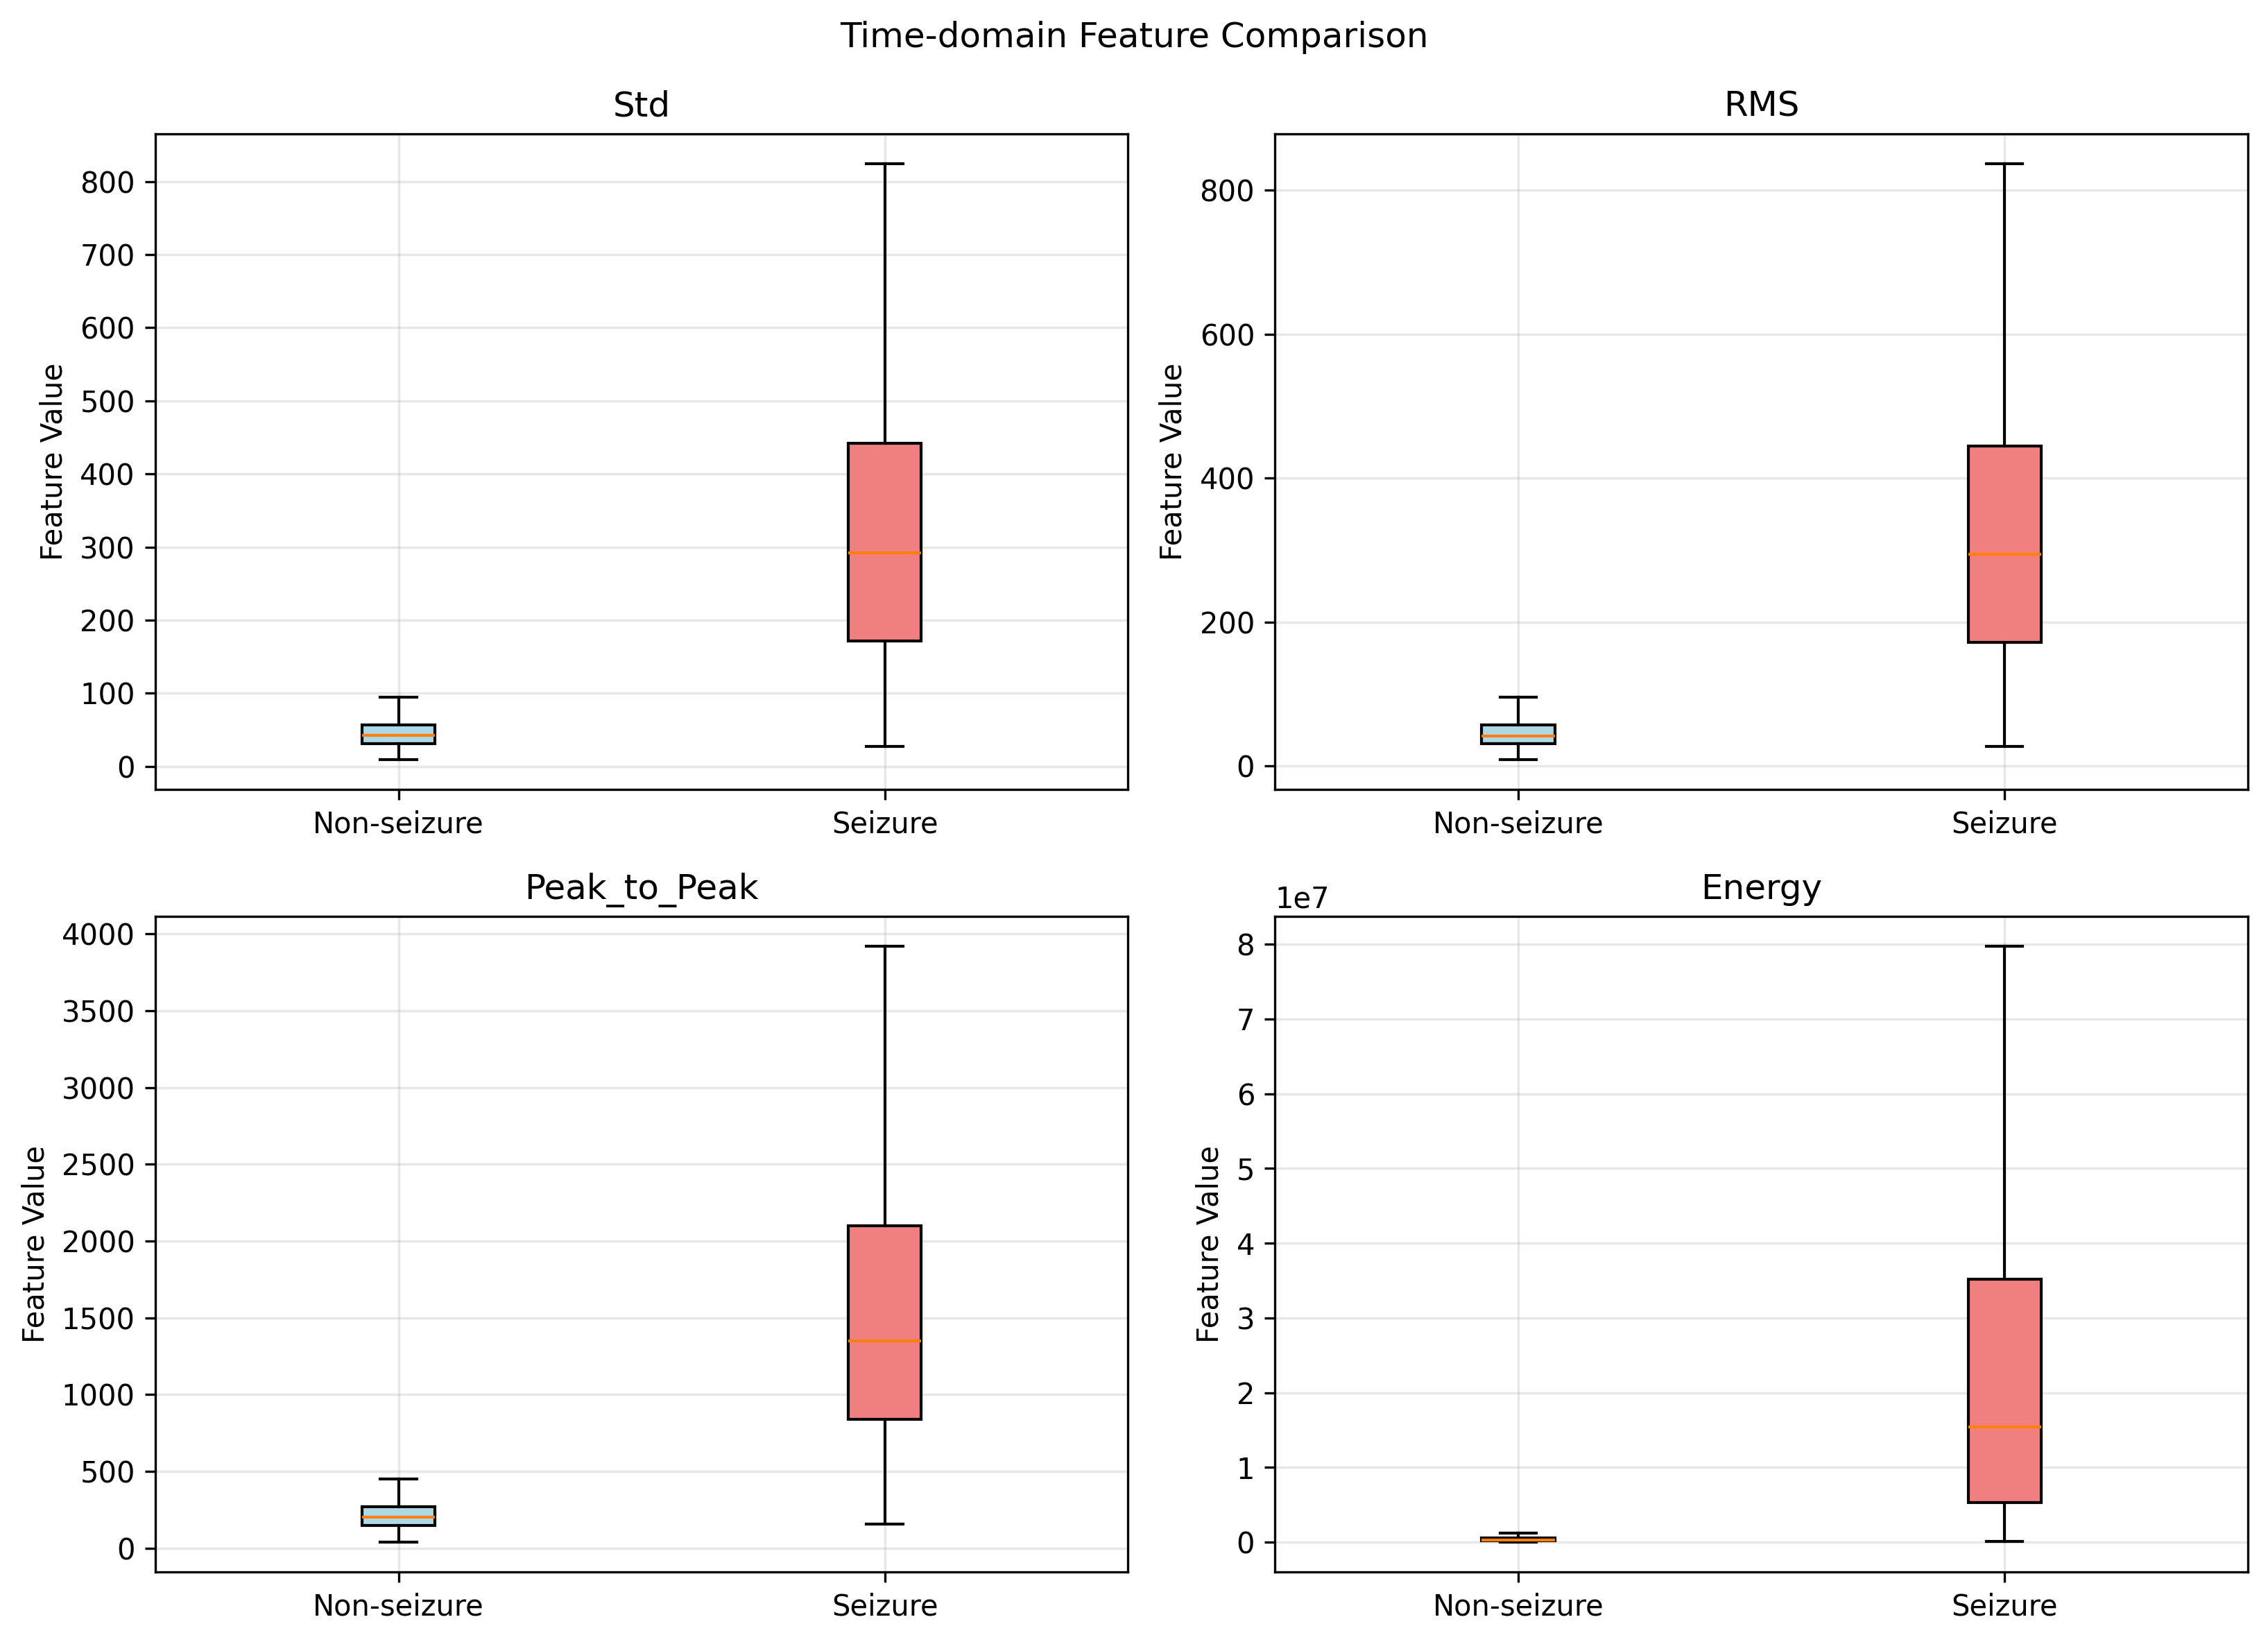 Time-domain Feature Comparison
Std
Feature Value
800
700
600
500
400
300
200
100
0
Non-seizure Seizure
RMS
Feature Value
800
600
400
200
0
Non-seizure Seizure
Peak_to_Peak
Feature Value
4000
3500
3000
2500
2000
1500
1000
500
0
Non-seizure Seizure
Energy
1e7
Feature Value
8
7
6
5
4
3
2
1
0
Non-seizure Seizure